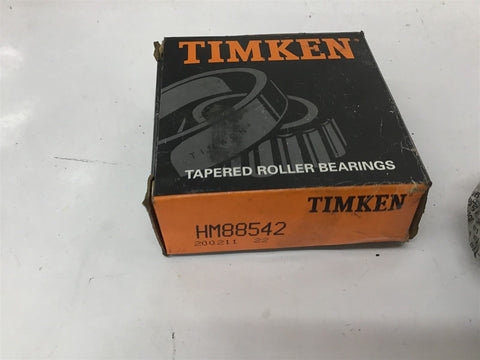 TIMKEN
TAPERED ROLLER BEARINGS
TIMKEN
HM88542
200211 22